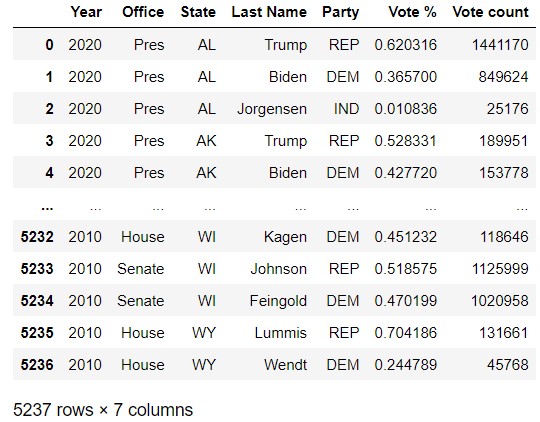 Year Office State Last Name Party Vote % Vote count
0 2020 Pres AL Trump REP 0.620316 1441170
1 2020 Pres AL Biden DEM 0.365700 849624
2 2020 Pres AL Jorgensen IND 0.010836 25176
3 2020 Pres AK Trump REP 0.528331 189951
4 2020 Pres AK Biden DEM 0.427720 153778
... ... ... ... ... ... ... ...
5232 2010 House WI Kagen DEM 0.451232 118646
5233 2010 Senate WI Johnson REP 0.518575 1125999
5234 2010 Senate WI Feingold DEM 0.470199 1020958
5235 2010 House WY Lummis REP 0.704186 131661
5236 2010 House WY Wendt DEM 0.244789 45768
5237 rows × 7 columns